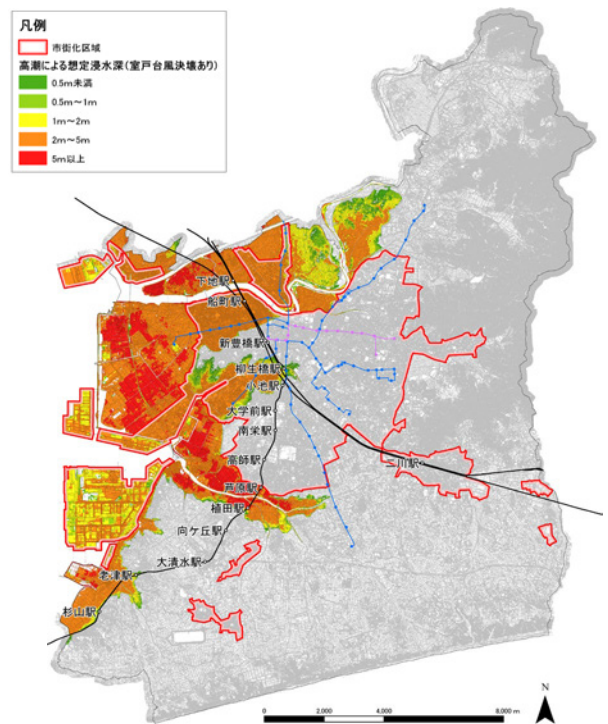 凡例
市街化区域
高潮による想定浸水深(室戸台風決壊あり)
0.5m未満
0.5m～1m
1m～2m
2m～5m
5m以上
下地駅
船町駅
新豊橋駅
柳生橋駅
小池駅
大学前駅
南栄駅
高師駅
二川駅
芦原駅
植田駅
向ケ丘駅
大清水駅
老津駅
杉山駅
N
0 2,000 4,000 8,000 m